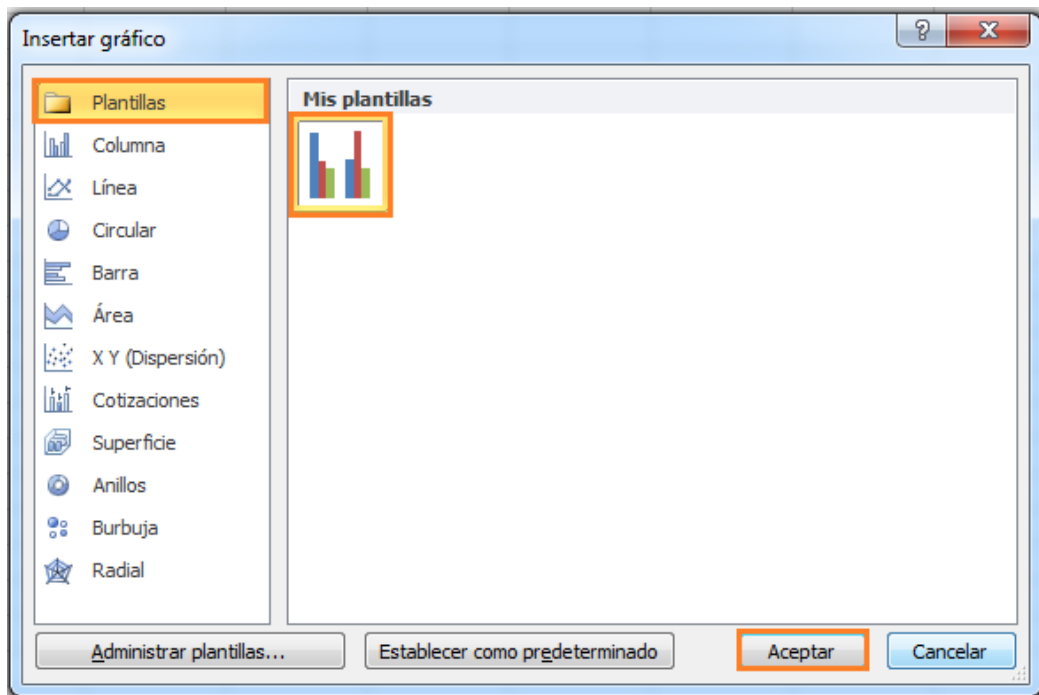 Insertar gráfico
Plantillas
Columna
Línea
Circular
Barra
Área
X Y (Dispersión)
Cotizaciones
Superficie
Anillos
Burbuja
Radial
Mis plantillas
Administrar plantillas...
Establecer como predeterminado
Aceptar
Cancelar